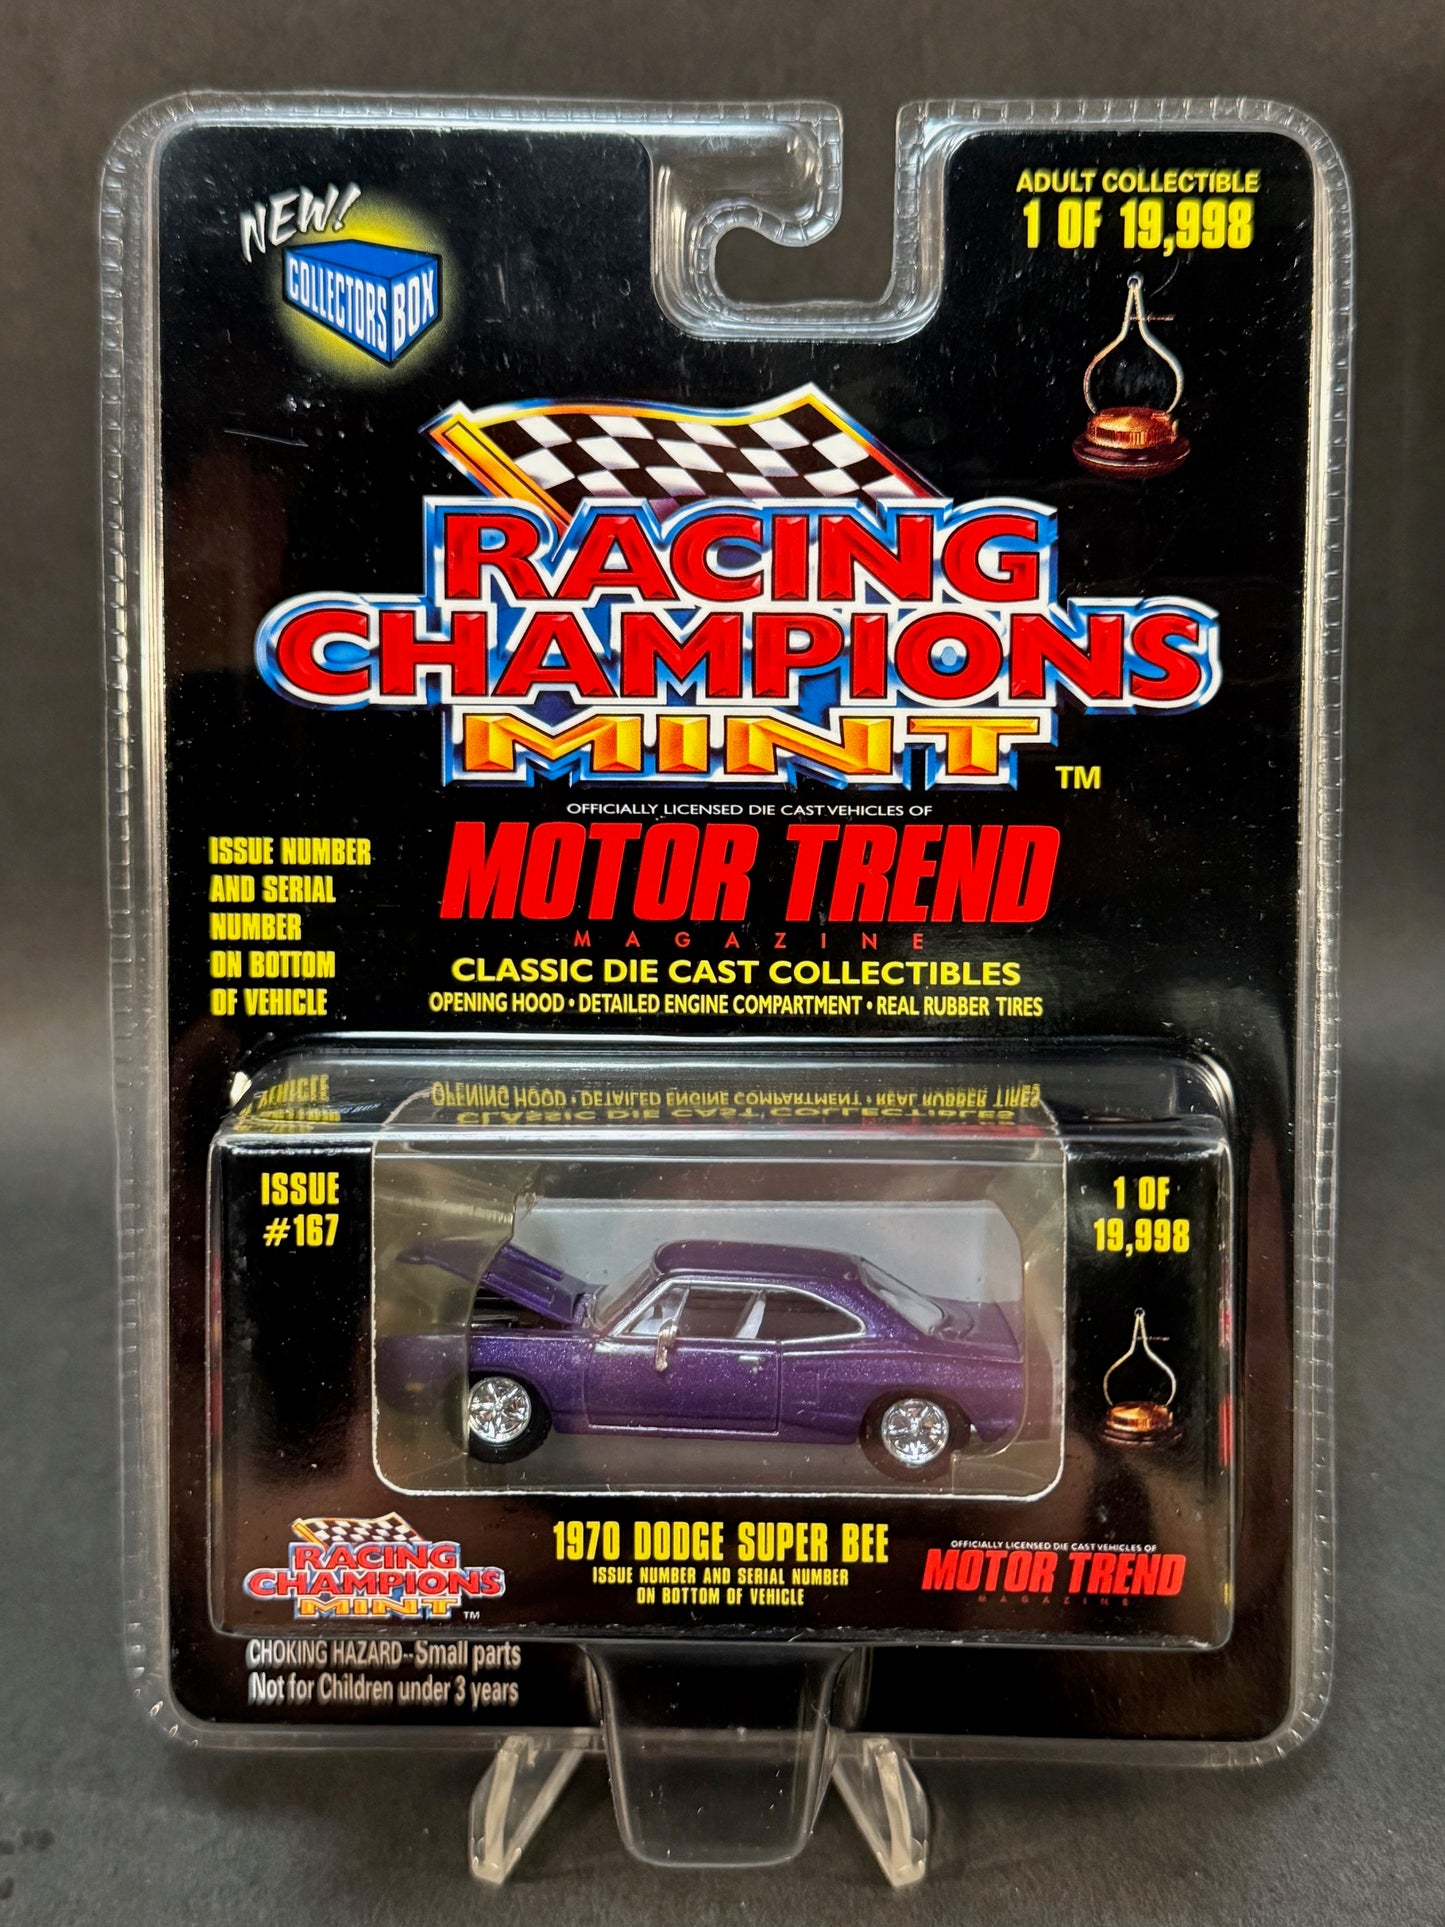 NEW!
COLLECTORS BOX
ADULT COLLECTIBLE
1 OF 19,998
RACING
CHAMPIONS
MINT TM
OFFICIALLY LICENSED DIE CAST VEHICLES OF
MOTOR TREND
MAGAZINE
CLASSIC DIE CAST COLLECTIBLES
OPENING HOOD • DETAILED ENGINE COMPARTMENT • REAL RUBBER TIRES
ISSUE NUMBER
AND SERIAL
NUMBER
ON BOTTOM
OF VEHICLE
ISSUE
#167
1 OF
19,998
RACING
CHAMPIONS
MINT TM
1970 DODGE SUPER BEE
ISSUE NUMBER AND SERIAL NUMBER
ON BOTTOM OF VEHICLE
OFFICIALLY LICENSED DIE CAST VEHICLES OF
MOTOR TREND
MAGAZINE
CHOKING HAZARD--Small parts
Not for Children under 3 years